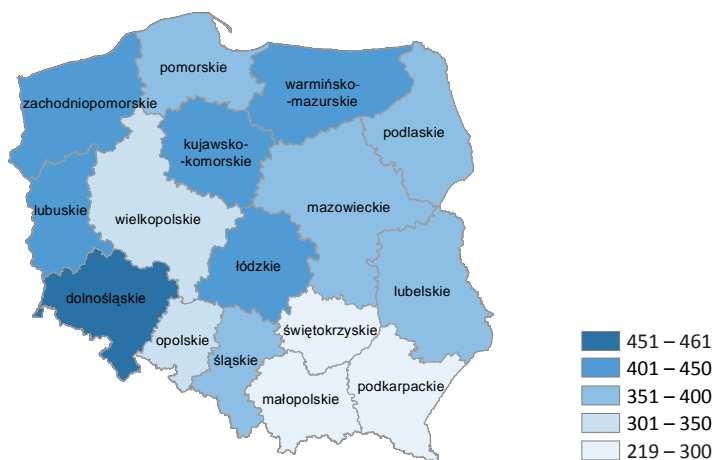 pomorskie
warmińsko-
-mazurskie
zachodniopomorskie
podlaskie
kujawsko-
-komorskie
lubuskie
wielkopolskie
mazowieckie
łódzkie
lubelskie
dolnośląskie
świętokrzyskie
opolskie
śląskie
podkarpackie
małopolskie
451 – 461
401 – 450
351 – 400
301 – 350
219 – 300